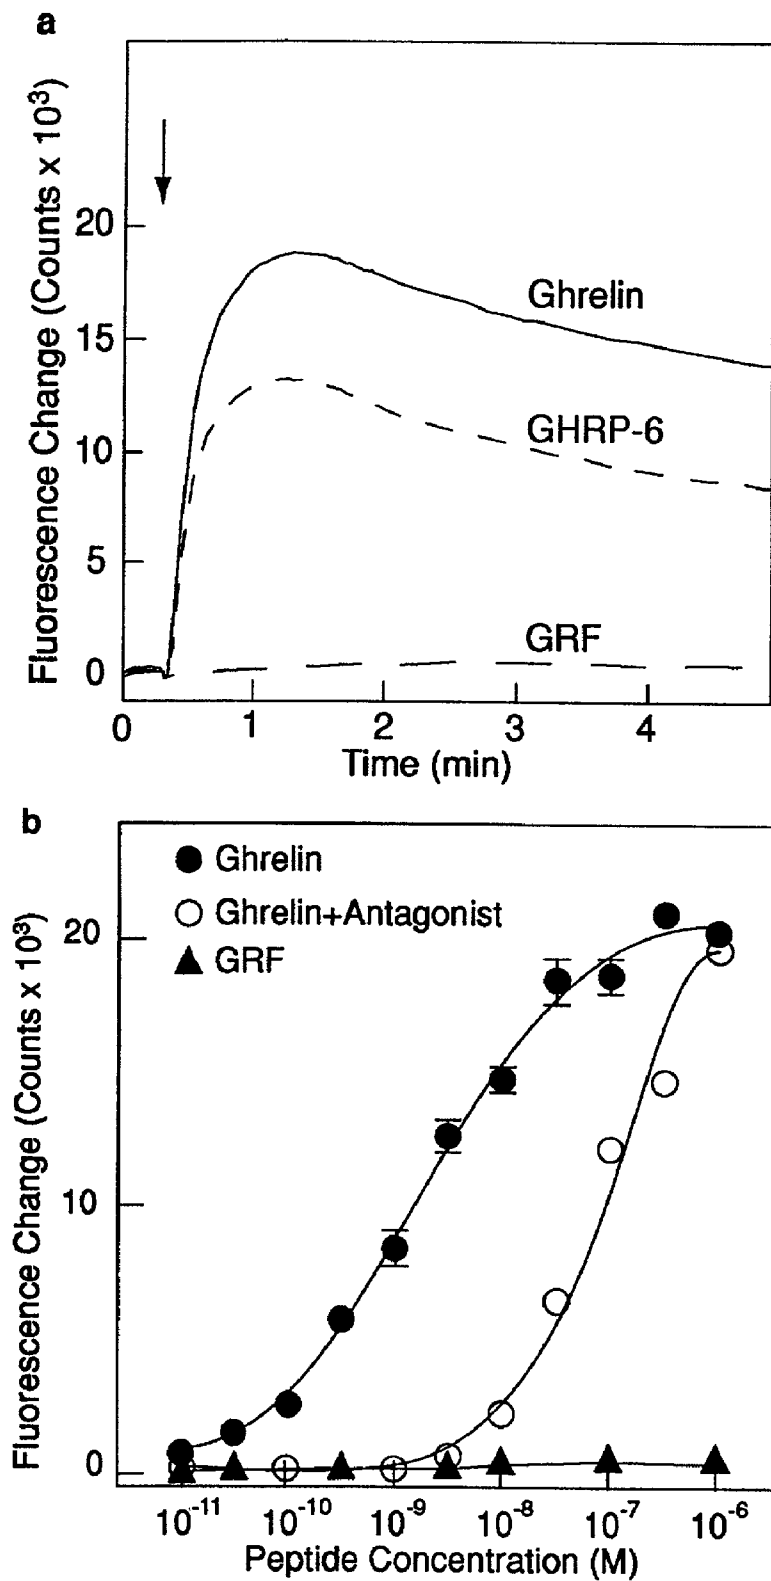 a
Fluorescence Change (Counts x 10³)
20
15
10
5
0
Ghrelin
GHRP-6
GRF
0 1 2 3 4
Time (min)
b
Fluorescence Change (Counts x 10³)
Ghrelin
Ghrelin+Antagonist
GRF
20
10
0
10⁻¹¹ 10⁻¹⁰ 10⁻⁹ 10⁻⁸ 10⁻⁷ 10⁻⁶
Peptide Concentration (M)